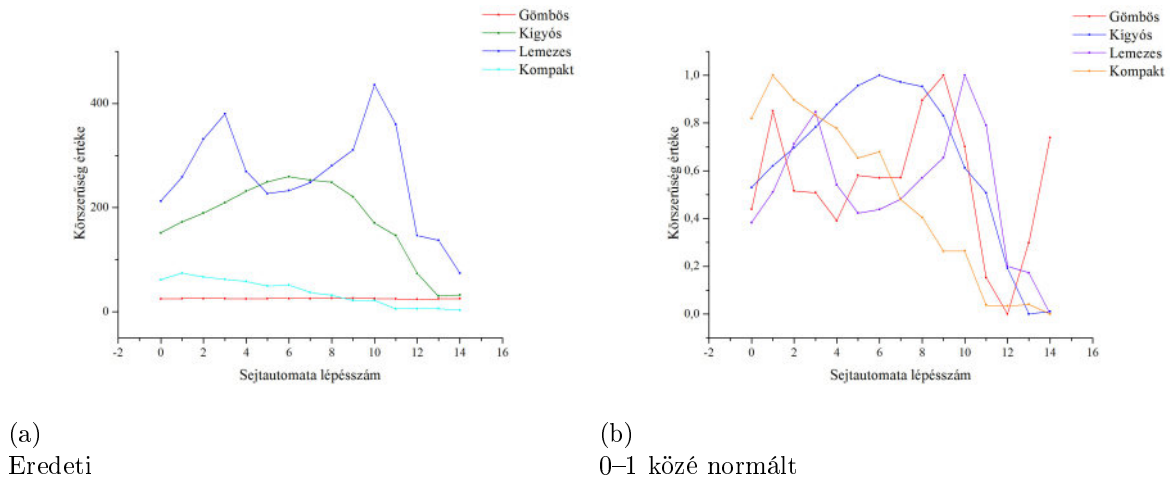 Gömbös
Kígyós
Lemezes
Kompakt
400
200
0
Körszerűség értéke
-2
0
2
4
6
8
10
12
14
16
Sejtautomata lépésszám
Gömbös
Kígyós
Lemezes
Kompakt
1,0
0,8
0,6
0,4
0,2
0,0
Körszerűség értéke
-2
0
2
4
6
8
10
12
14
16
Sejtautomata lépésszám
(a)
Eredeti
(b)
0–1 közé normált